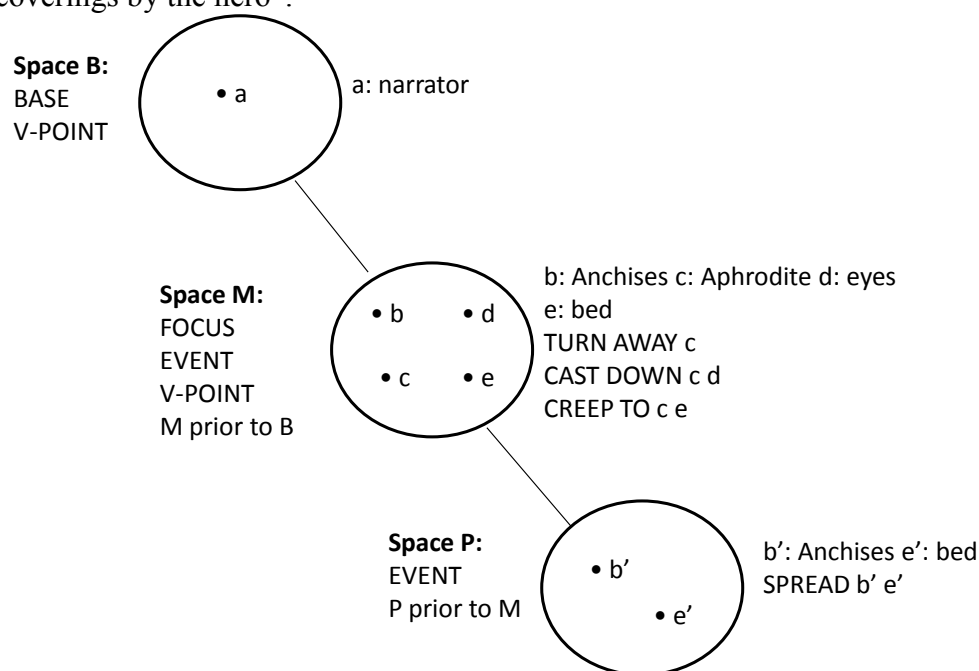 coverings by the hero".
Space B:
BASE
V-POINT
• a
a: narrator
Space M:
FOCUS
EVENT
V-POINT
M prior to B
• b
• d
• c
• e
b: Anchises c: Aphrodite d: eyes
e: bed
TURN AWAY c
CAST DOWN c d
CREEP TO c e
Space P:
EVENT
P prior to M
• b’
• e’
b’: Anchises e’: bed
SPREAD b’ e’